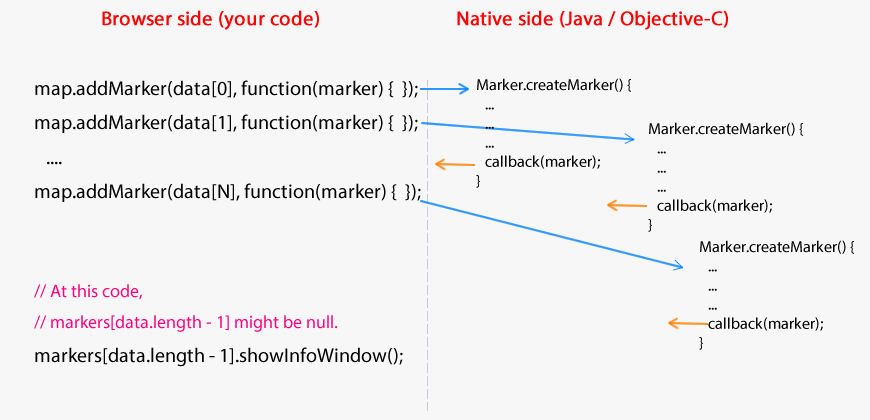 Browser side (your code)
Native side (Java / Objective-C)
map.addMarker(data[0], function(marker) {  });
map.addMarker(data[1], function(marker) {  });
....
map.addMarker(data[N], function(marker) {  });
// At this code,
// markers[data.length - 1] might be null.
markers[data.length - 1].showInfoWindow();
Marker.createMarker() {
...
...
...
callback(marker);
}
Marker.createMarker() {
...
...
...
callback(marker);
}
Marker.createMarker() {
...
...
...
callback(marker);
}